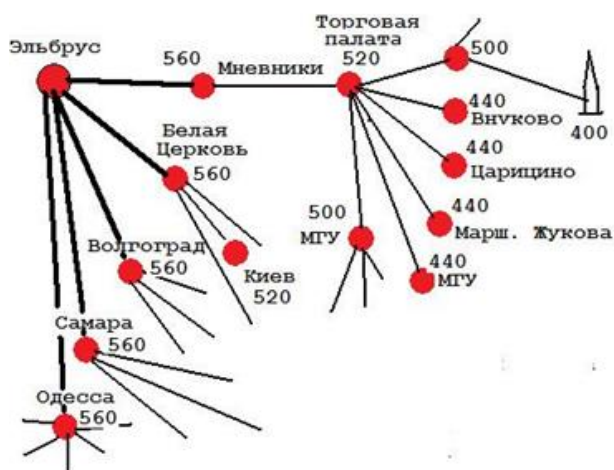 Эльбрус
560
Мневники
Торговая
палата
520
500
400
440
Внуково
440
Царицино
440
Марш. Жукова
440
МГУ
500
МГУ
Белая
Церковь
560
Киев
520
Волгоград
560
Самара
560
Одесса
560